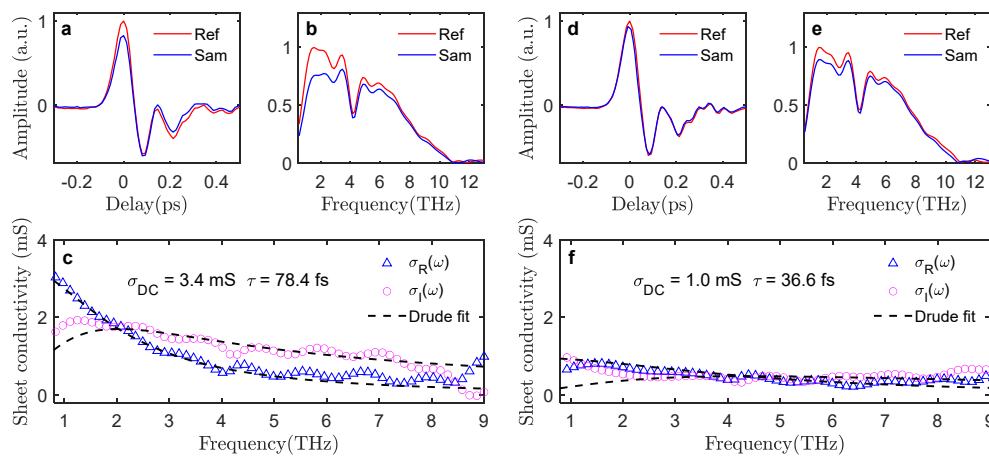 a
Ref
Sam
Amplitude (a.u.)
1
0
-0.2 0 0.2 0.4
Delay(ps)
b
Ref
Sam
1
0.5
0
2 4 6 8 10 12
Frequency(THz)
d
Ref
Sam
Amplitude (a.u.)
1
0
-0.2 0 0.2 0.4
Delay(ps)
e
Ref
Sam
1
0.5
0
2 4 6 8 10 12
Frequency(THz)
c
σDC = 3.4 mS τ = 78.4 fs
σR(ω)
σI(ω)
Drude fit
Sheet conductivity (mS)
4
2
0
1 2 3 4 5 6 7 8 9
Frequency(THz)
f
σDC = 1.0 mS τ = 36.6 fs
σR(ω)
σI(ω)
Drude fit
Sheet conductivity (mS)
4
2
0
1 2 3 4 5 6 7 8 9
Frequency(THz)